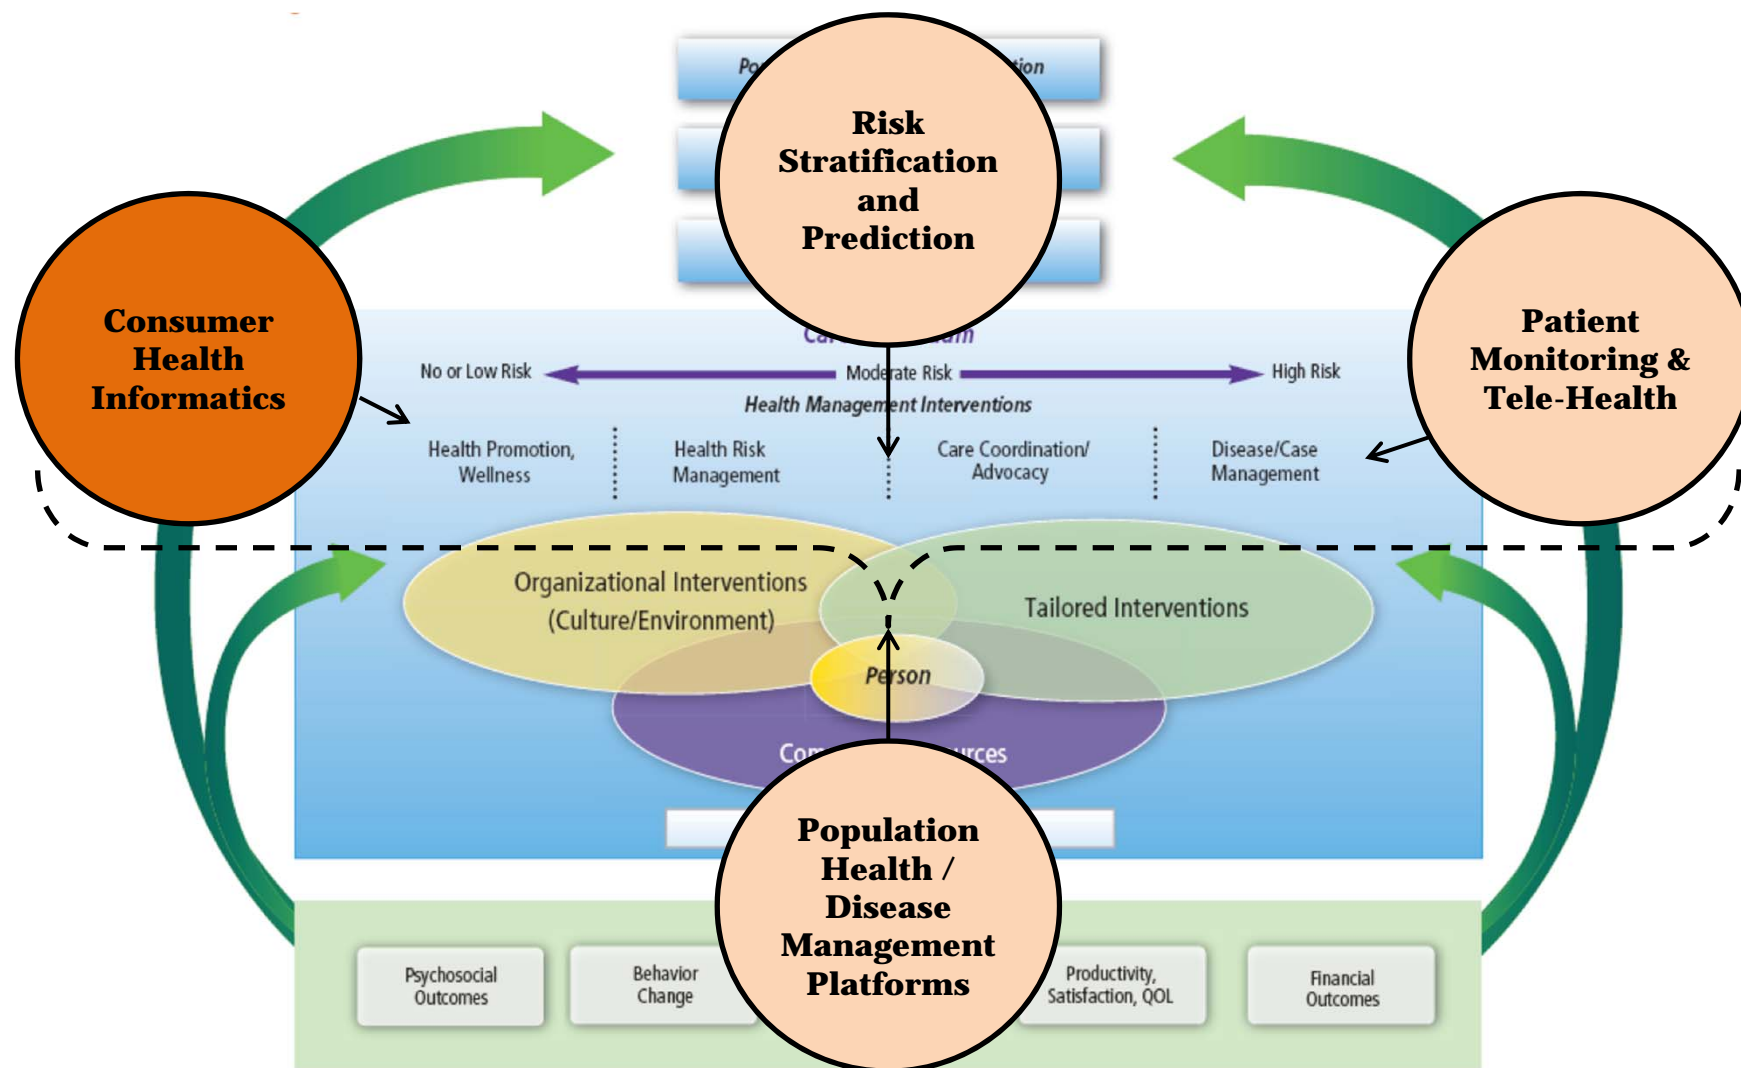 Risk
Stratification
and
Prediction
Consumer
Health
Informatics
Patient
Monitoring &
Tele-Health
No or Low Risk
Moderate Risk
High Risk
Health Management Interventions
Health Promotion,
Wellness
Health Risk
Management
Care Coordination/
Advocacy
Disease/Case
Management
Organizational Interventions
(Culture/Environment)
Tailored Interventions
Person
Population
Health /
Disease
Management
Platforms
Psychosocial
Outcomes
Behavior
Change
Productivity,
Satisfaction, QOL
Financial
Outcomes